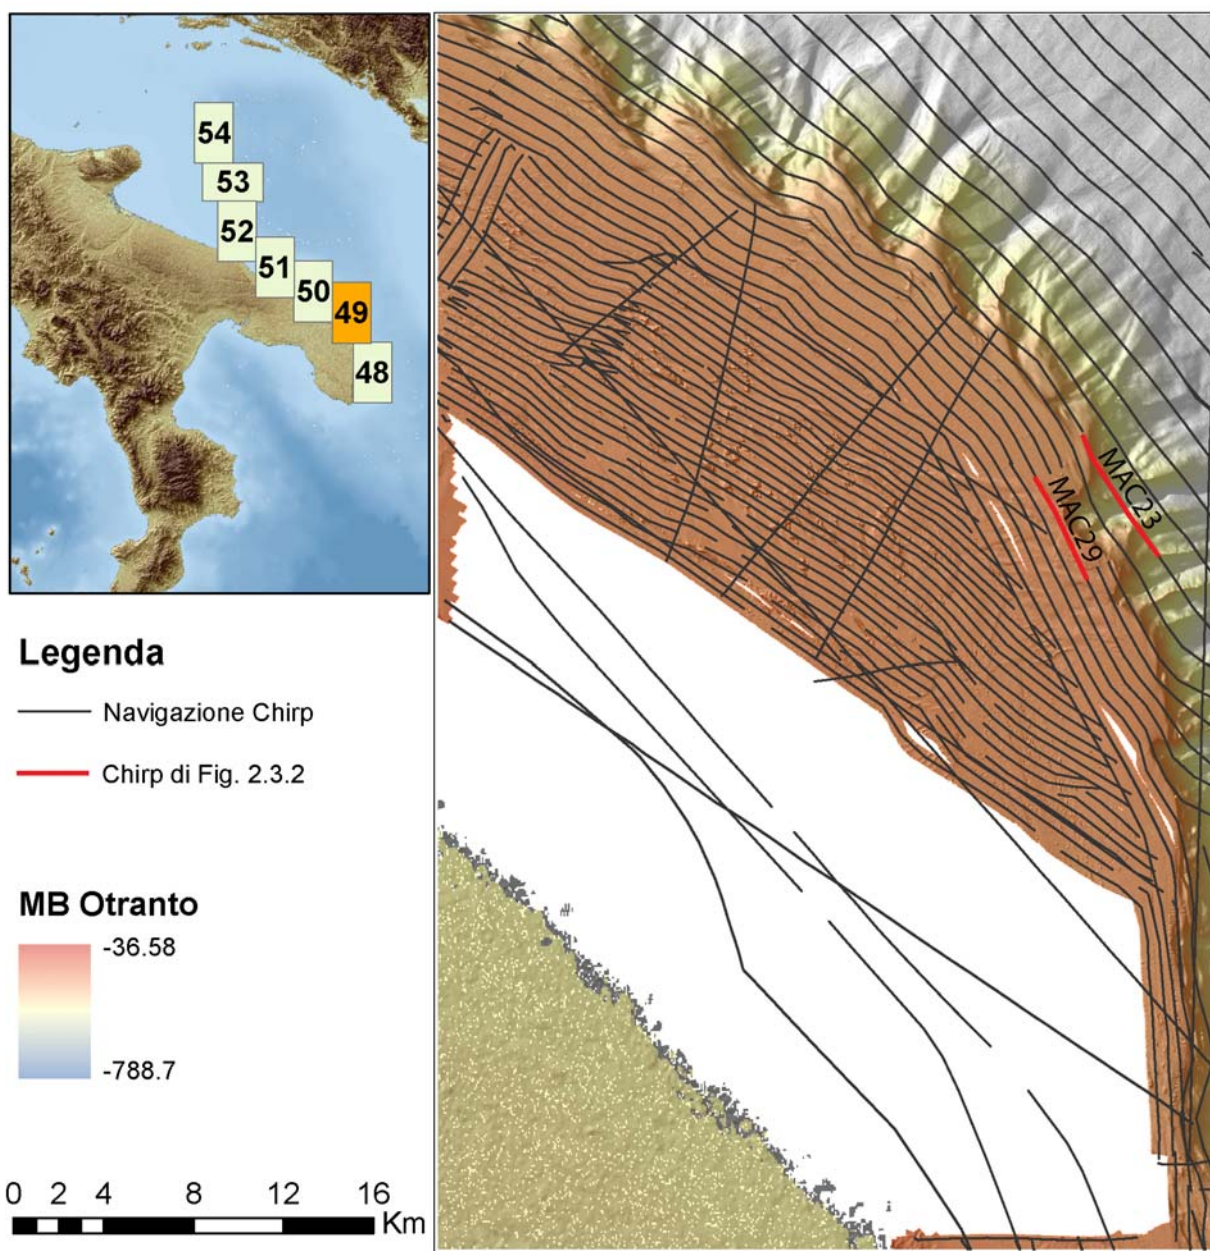 54
53
52
51
50
49
48
Legenda
Navigazione Chirp
Chirp di Fig. 2.3.2
MB Otranto
-36.58
-788.7
0 2 4 8 12 16
Km
MAC23
MAC29